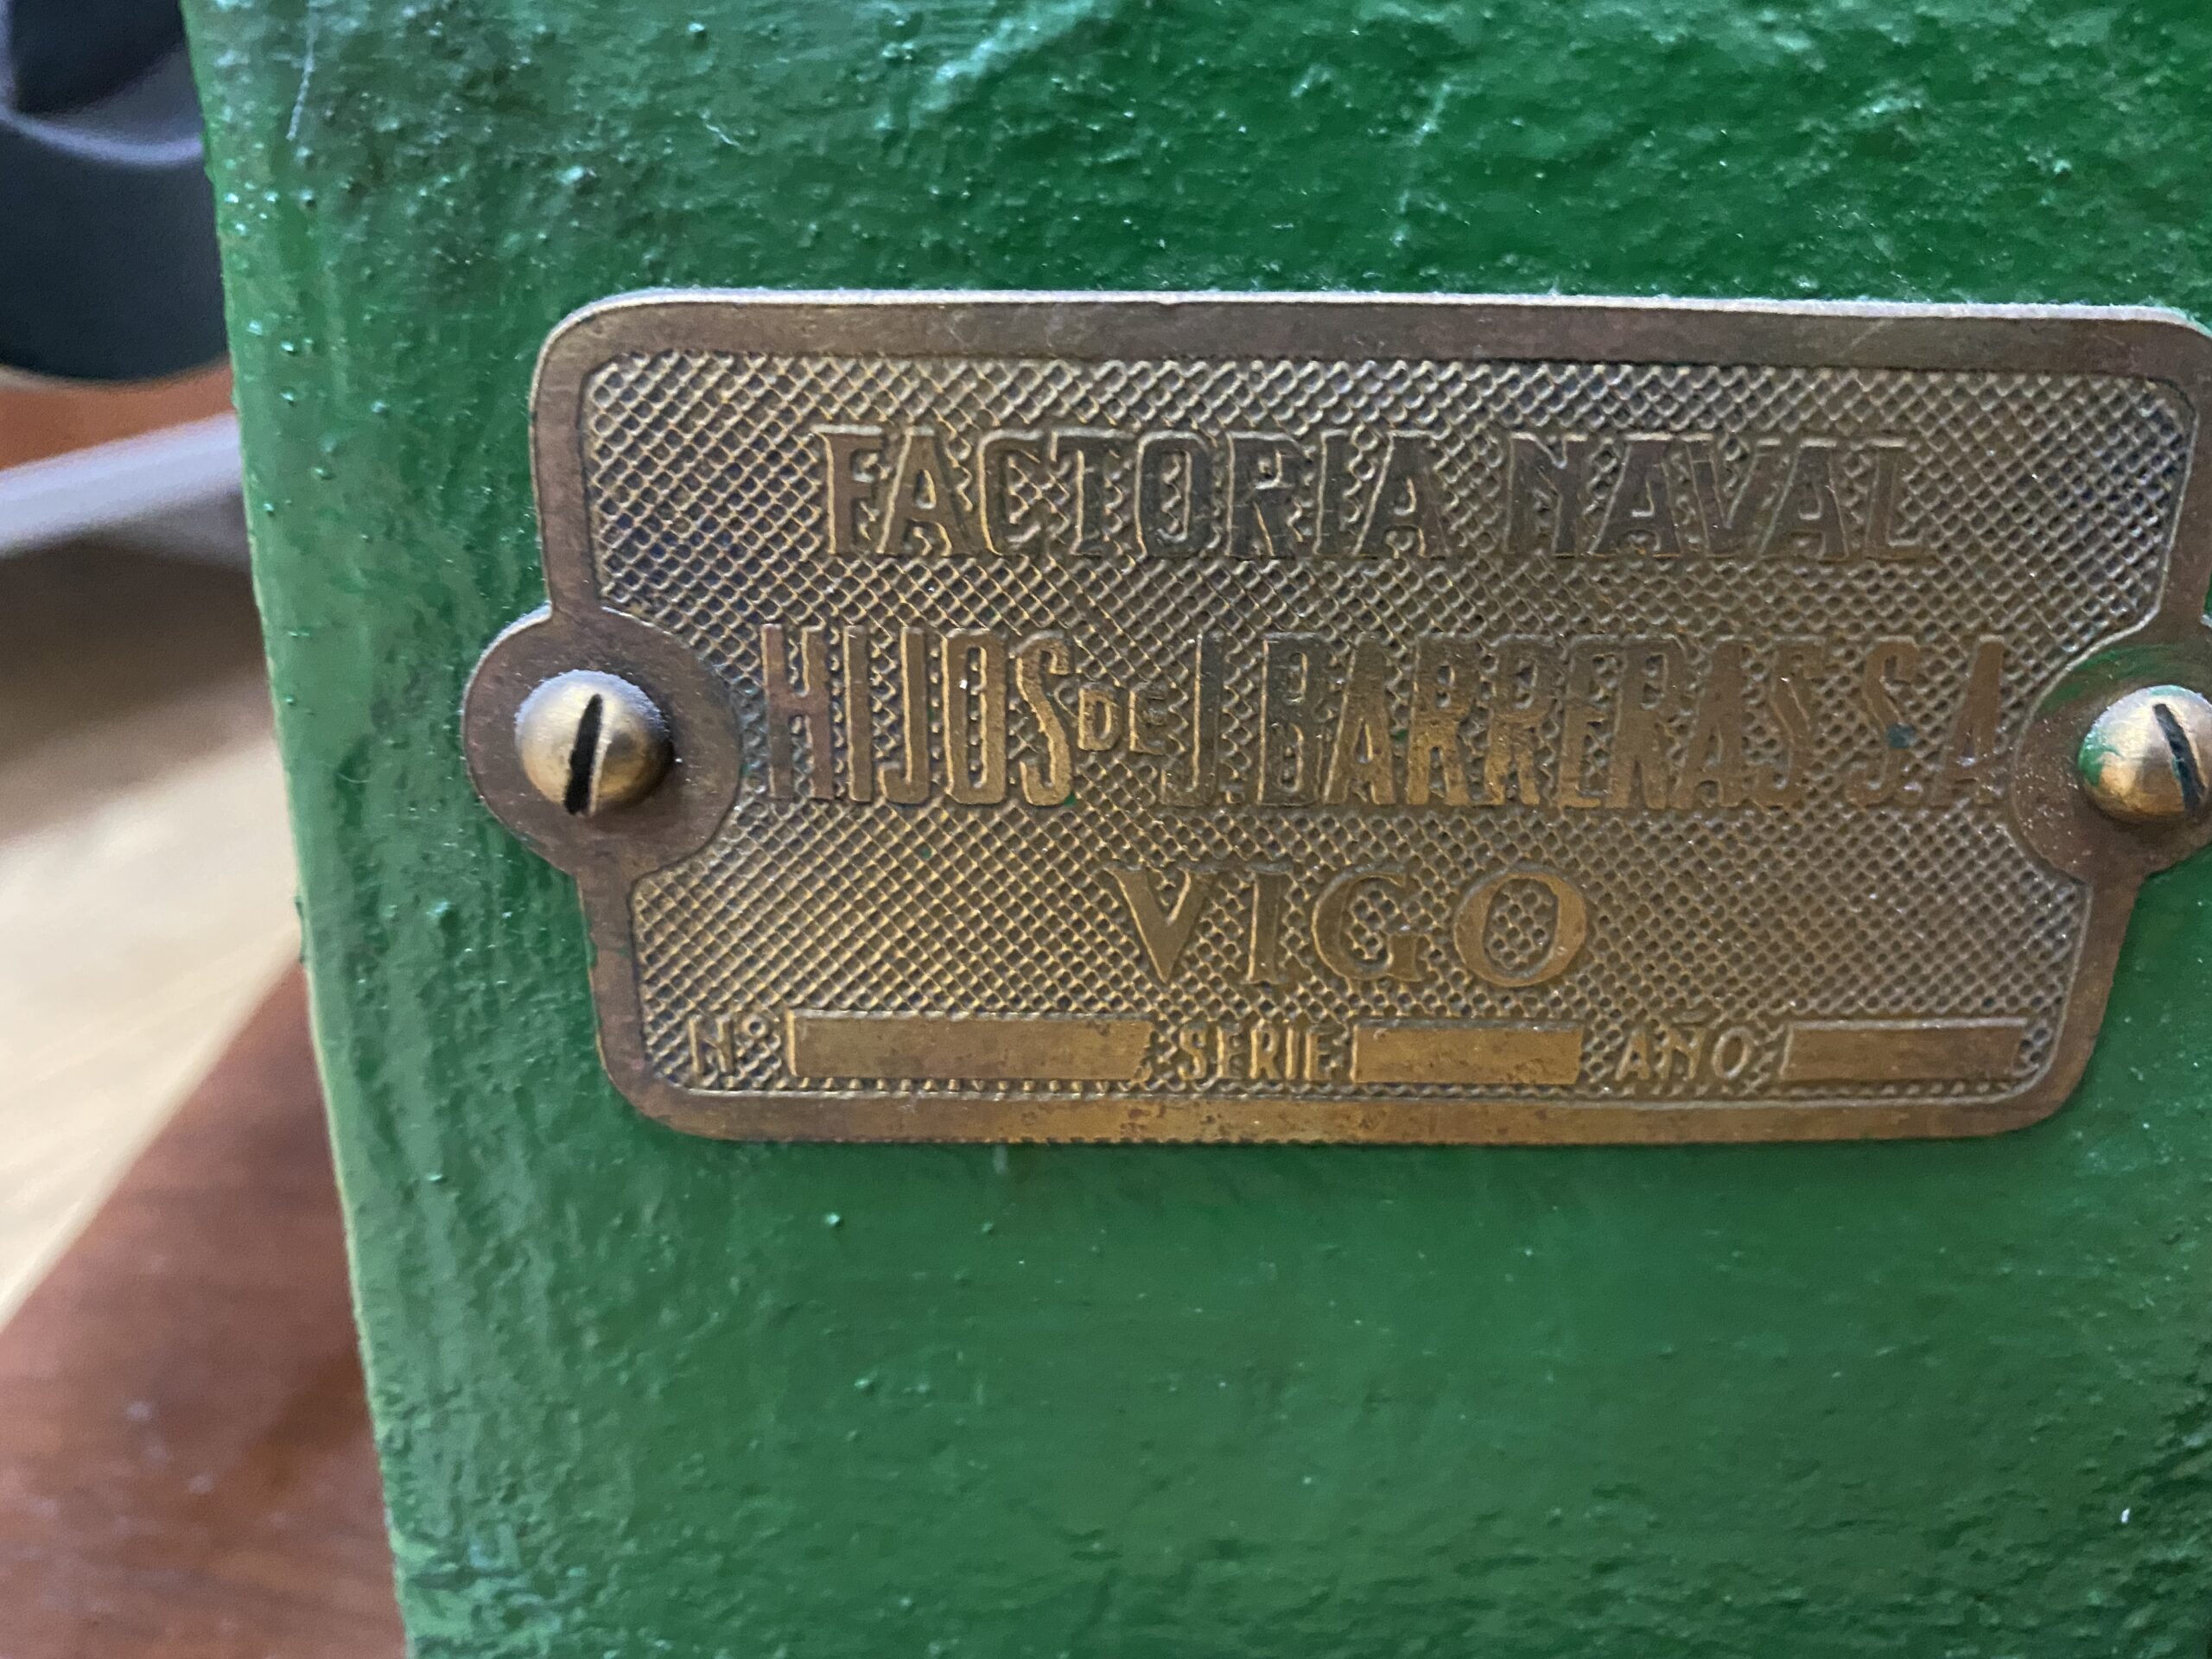 FACTORIA NAVAL
HIJOS DE J. BARRERAS S.A
VIGO
Nº SERIE AÑO